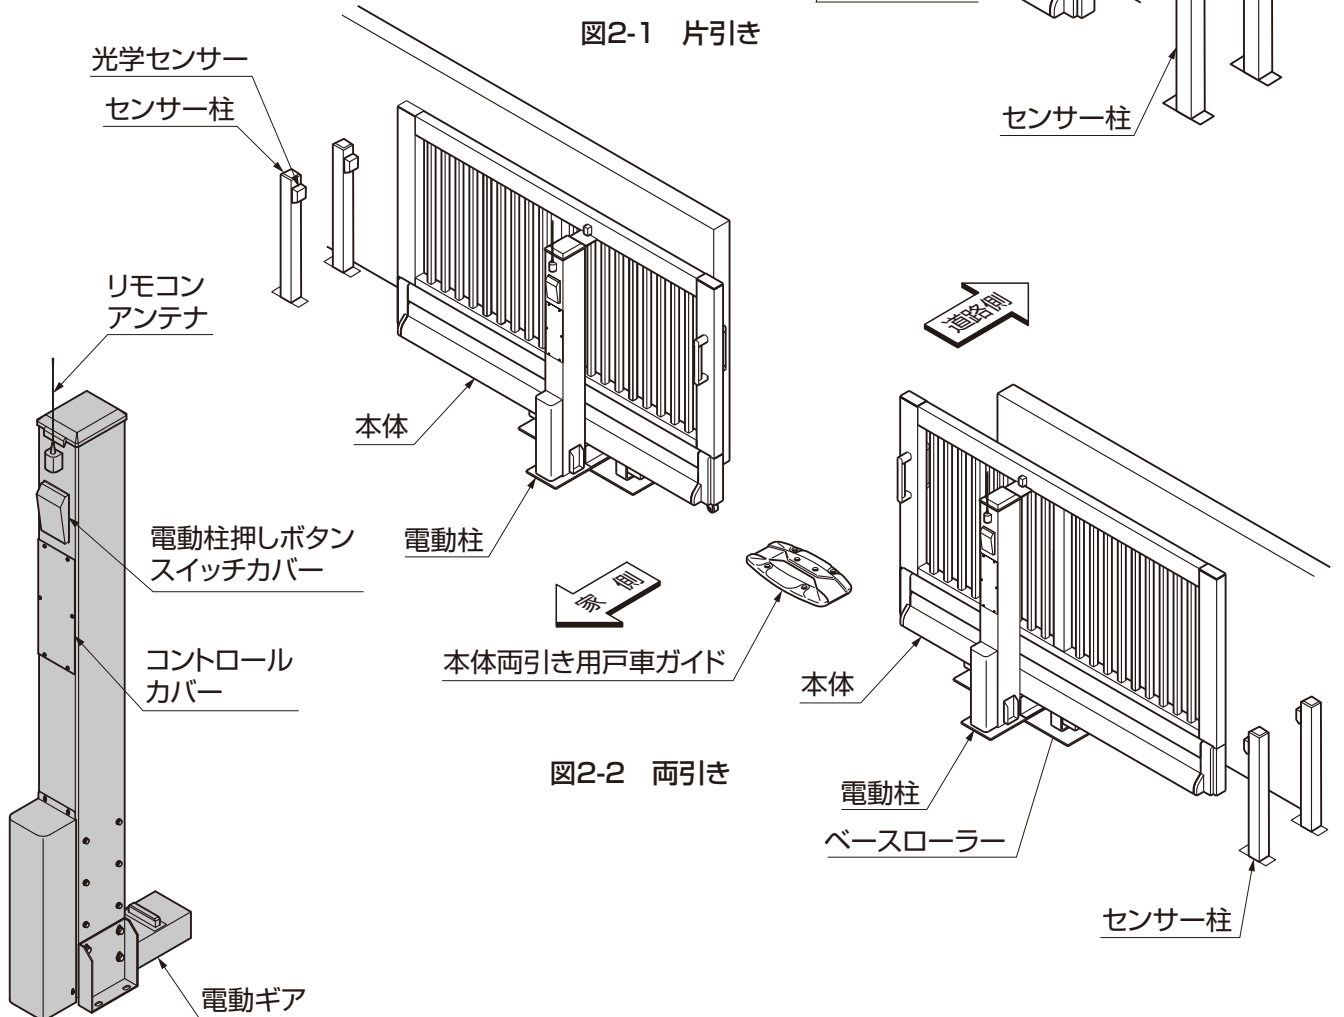 図2-1 片引き
光学センサー
センサー柱
センサー柱
リモコン
アンテナ
道路側
本体
電動柱押しボタン
スイッチカバー
電動柱
家側
コントロール
カバー
本体両引き用戸車ガイド
本体
図2-2 両引き
電動柱
ベースローラー
センサー柱
電動ギア